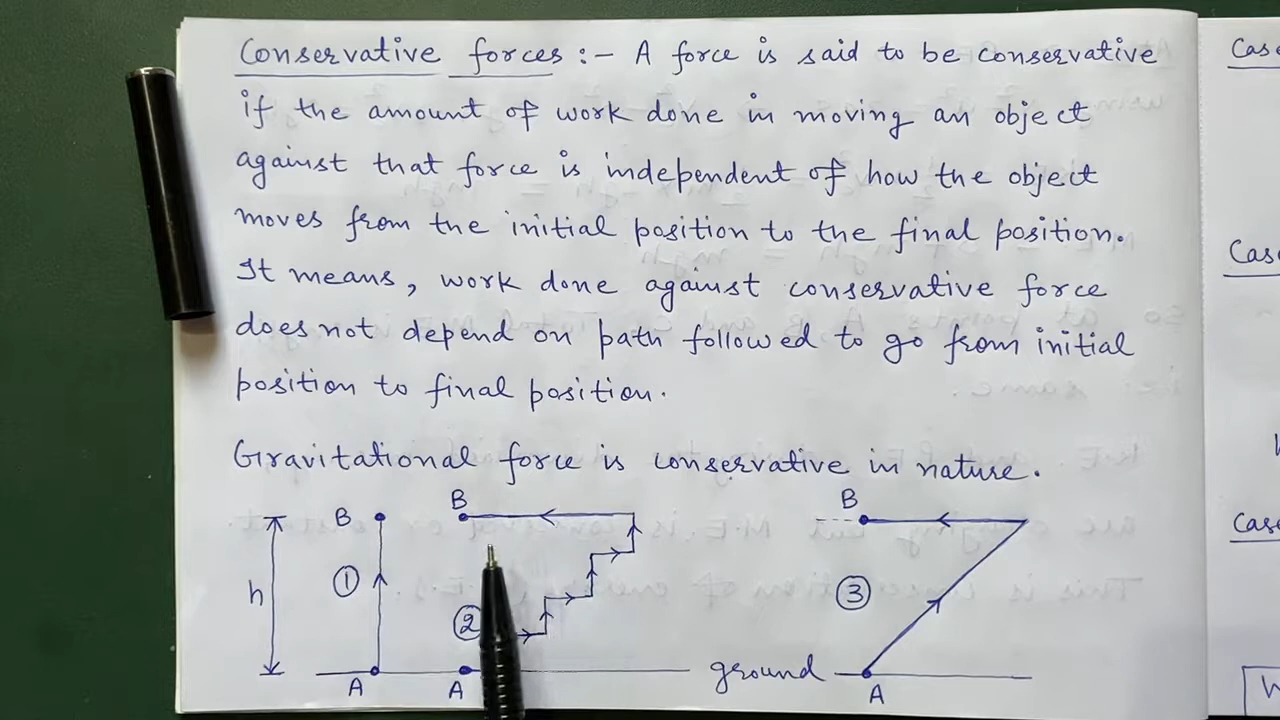 Conservative forces :- A force is said to be conservative
if the amount of work done in moving an object
against that force is independent of how the object
moves from the initial position to the final position.
It means, work done against conservative force
does not depend on path followed to go from initial
position to final position.
Gravitational force is conservative in nature.
B
B
B
h
①
②
③
ground
A
A
A
Case
Case
Case